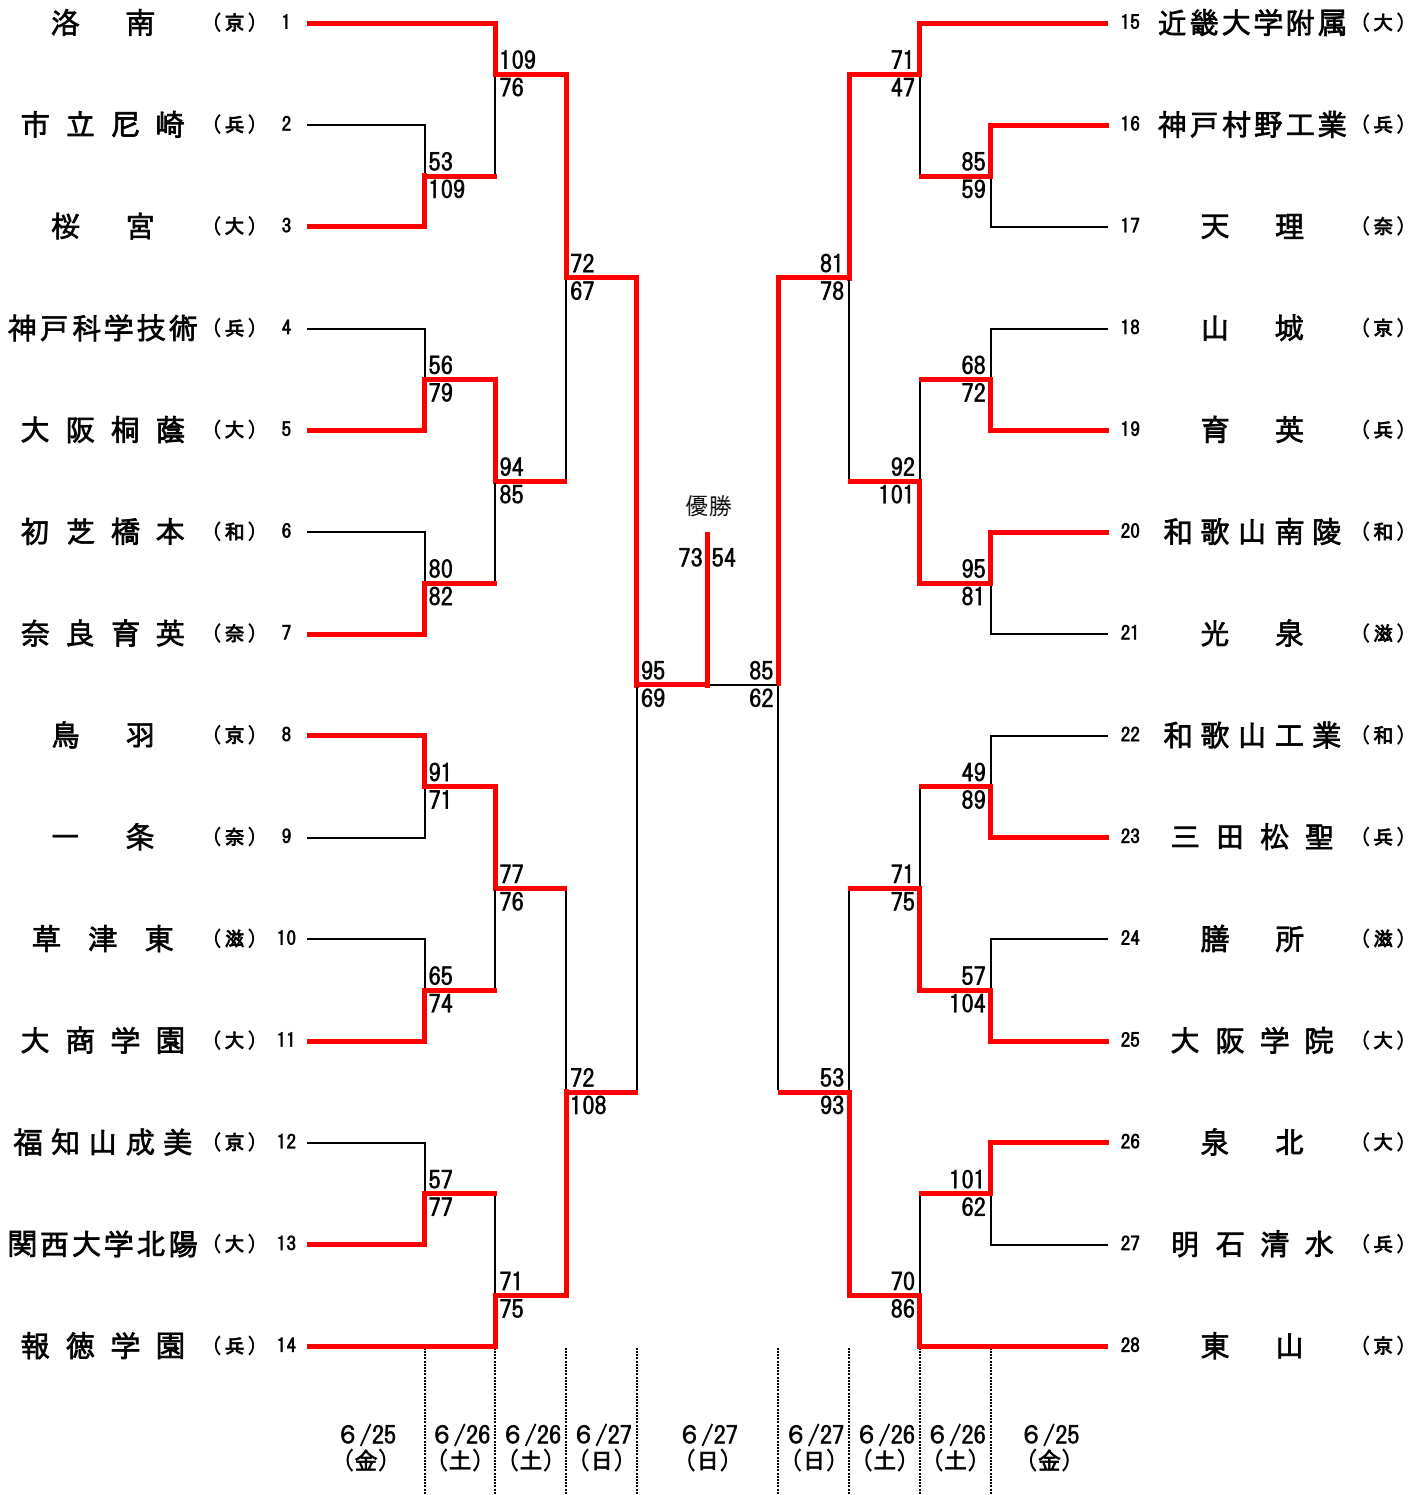 洛南 (京) 1
109
76
市立尼崎 (兵) 2
53
109
桜宮 (大) 3
72
67
神戸科学技術 (兵) 4
56
79
大阪桐蔭 (大) 5
94
85
初芝橋本 (和) 6
80
82
奈良育英 (奈) 7
95
69
鳥羽 (京) 8
91
71
一条 (奈) 9
77
76
草津東 (滋) 10
65
74
大商学園 (大) 11
72
108
福知山成美 (京) 12
57
77
関西大学北陽 (大) 13
71
75
報徳学園 (兵) 14
優勝
73 54
15 近畿大学附属 (大)
71
47
16 神戸村野工業 (兵)
85
59
17 天理 (奈)
81
78
18 山城 (京)
68
72
19 育英 (兵)
92
101
20 和歌山南陵 (和)
95
81
21 光泉 (滋)
85
62
22 和歌山工業 (和)
49
89
23 三田松聖 (兵)
71
75
24 膳所 (滋)
57
104
25 大阪学院 (大)
53
93
26 泉北 (大)
101
62
27 明石清水 (兵)
70
86
28 東山 (京)
6/25 6/26 6/26 6/27 6/27 6/27 6/26 6/26 6/25
(金) (土) (土) (日) (日) (日) (土) (土) (金)